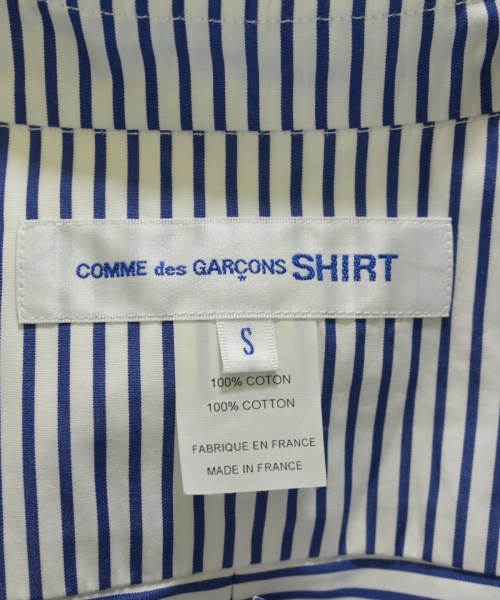 COMME des GARÇONS SHIRT
S
100% COTON
100% COTTON
FABRIQUE EN FRANCE
MADE IN FRANCE